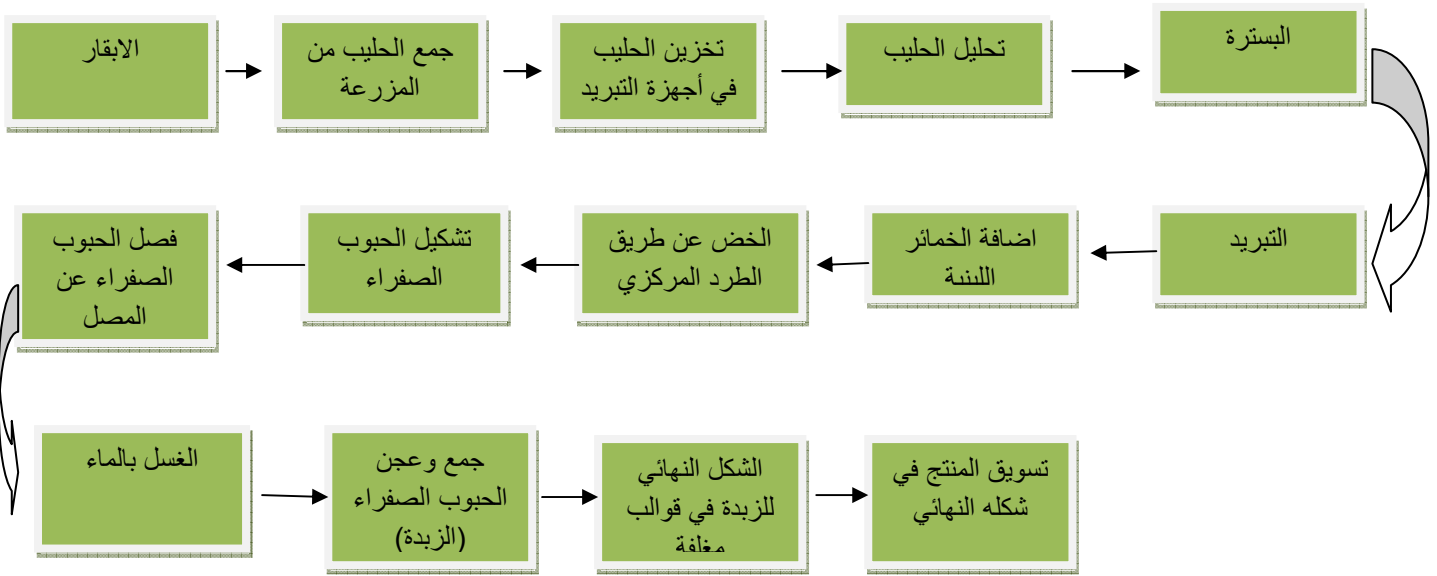 الابقار
جمع الحليب من
المزرعة
تخزين الحليب
في أجهزة التبريد
تحليل الحليب
البسترة
التبريد
اضافة الخمائر
اللبنية
الخض عن طريق
الطرد المركزي
تشكيل الحبوب
الصفراء
فصل الحبوب
الصفراء عن
المصل
الغسل بالماء
جمع وعجن
الحبوب الصفراء
(الزبدة)
الشكل النهائي
للزبدة في قوالب
مغلفة
تسويق المنتج في
شكله النهائي